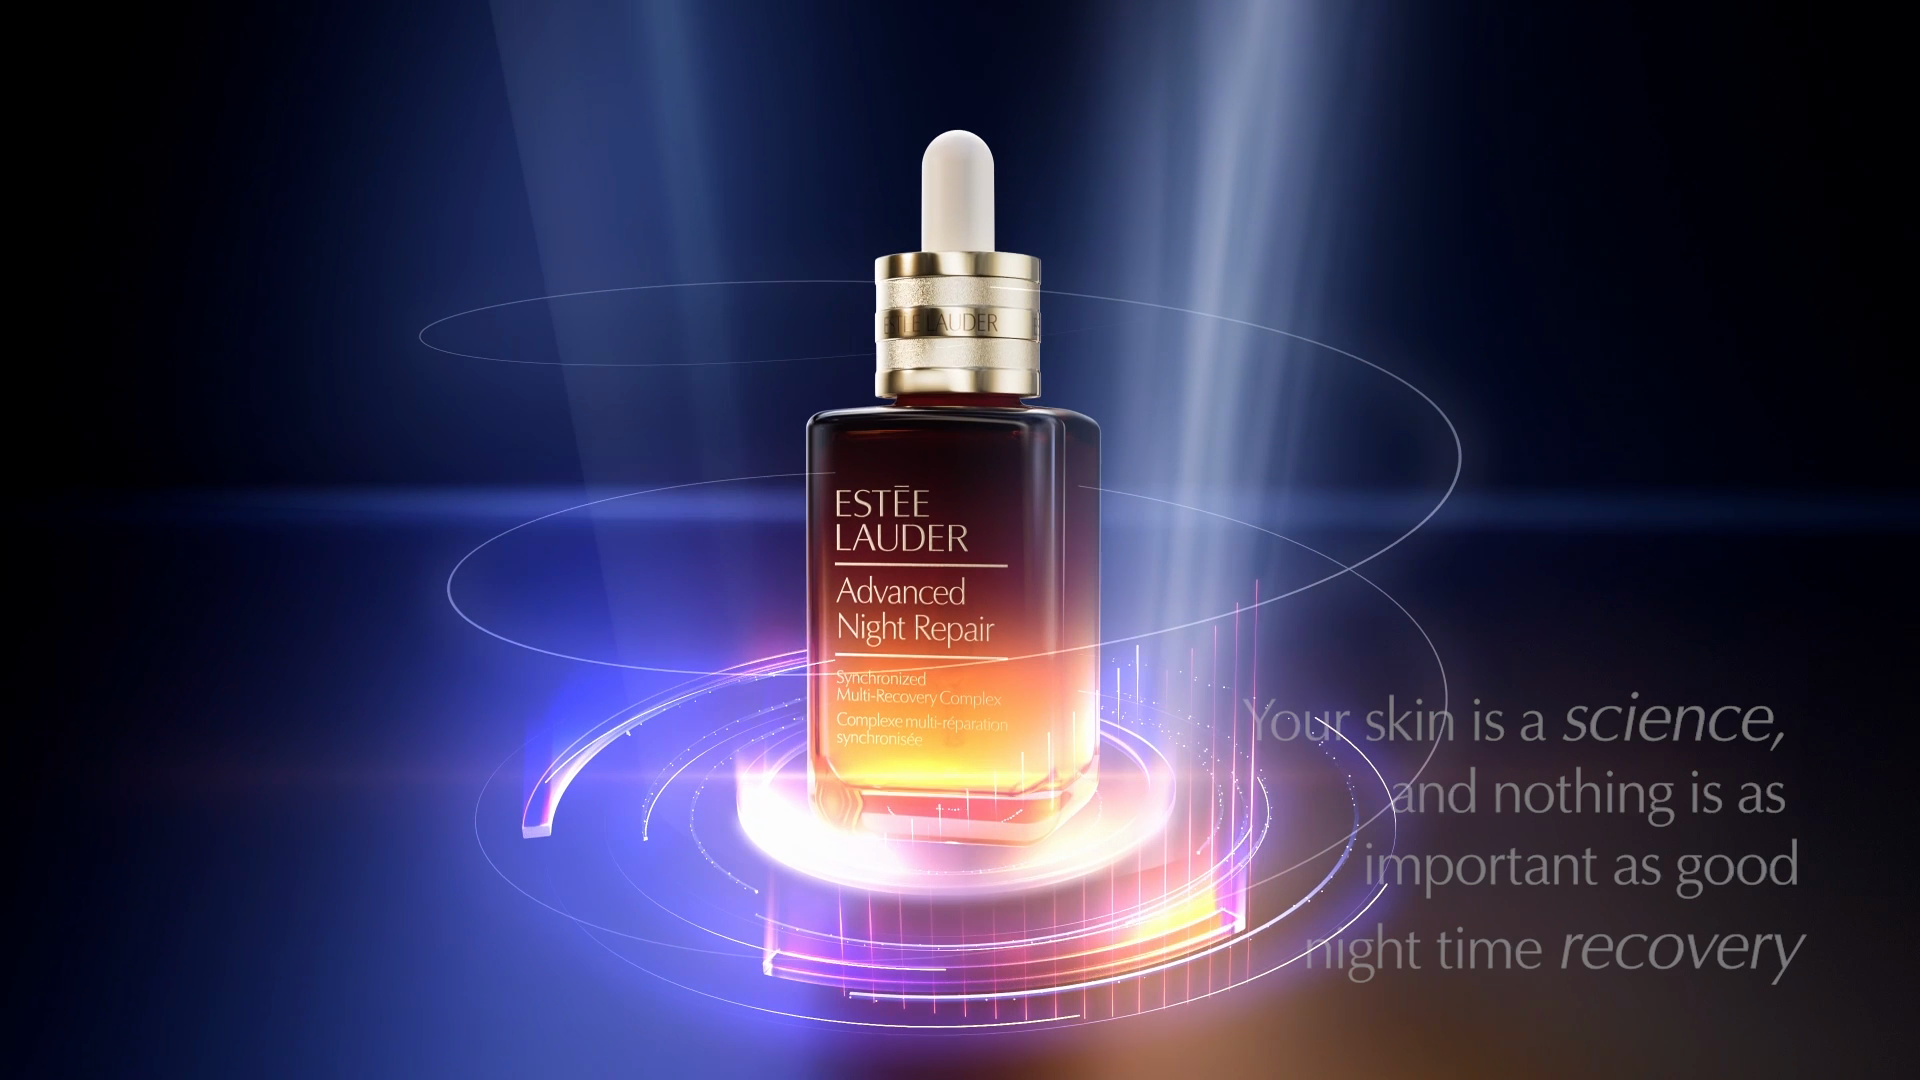 ESTĒE LAUDER
ESTĒE
LAUDER
Advanced
Night Repair
Synchronized
Multi-Recovery Complex
Complexe multi-réparation
synchronisée
Your skin is a science,
and nothing is as
important as good
night time recovery